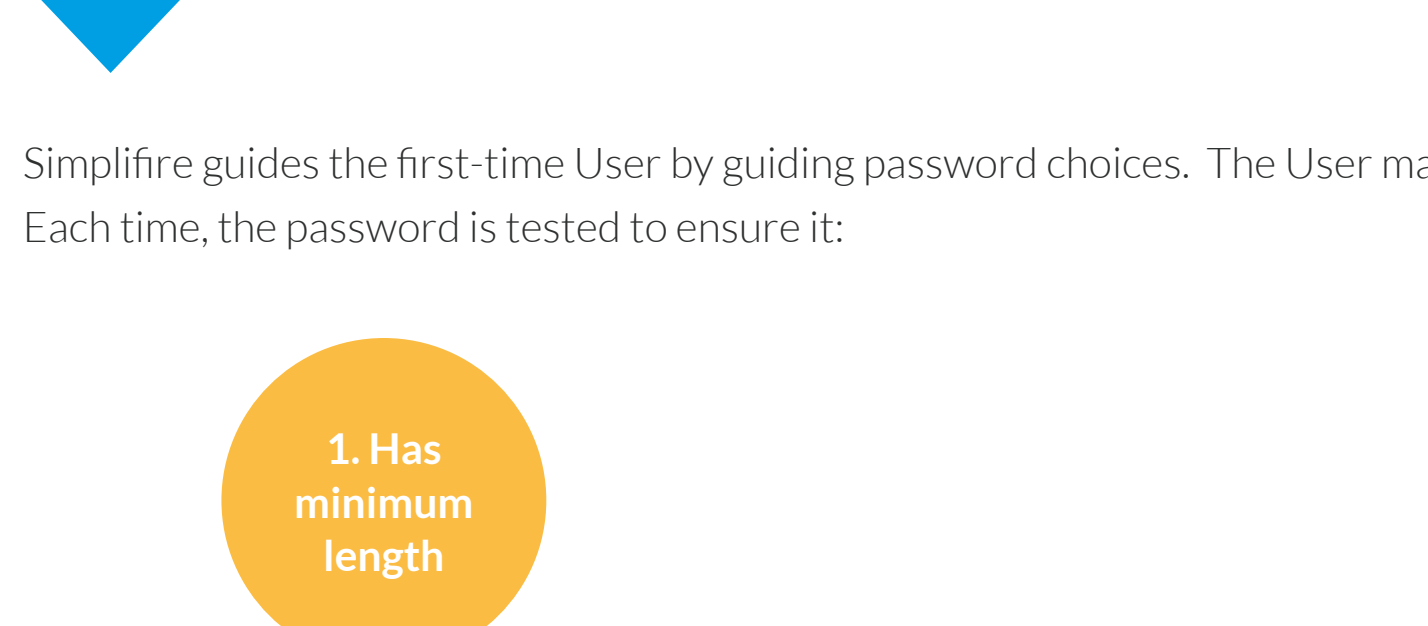 Simplifire guides the first-time User by guiding password choices.  The User
Each time, the password is tested to ensure it:
1. Has
minimum
length